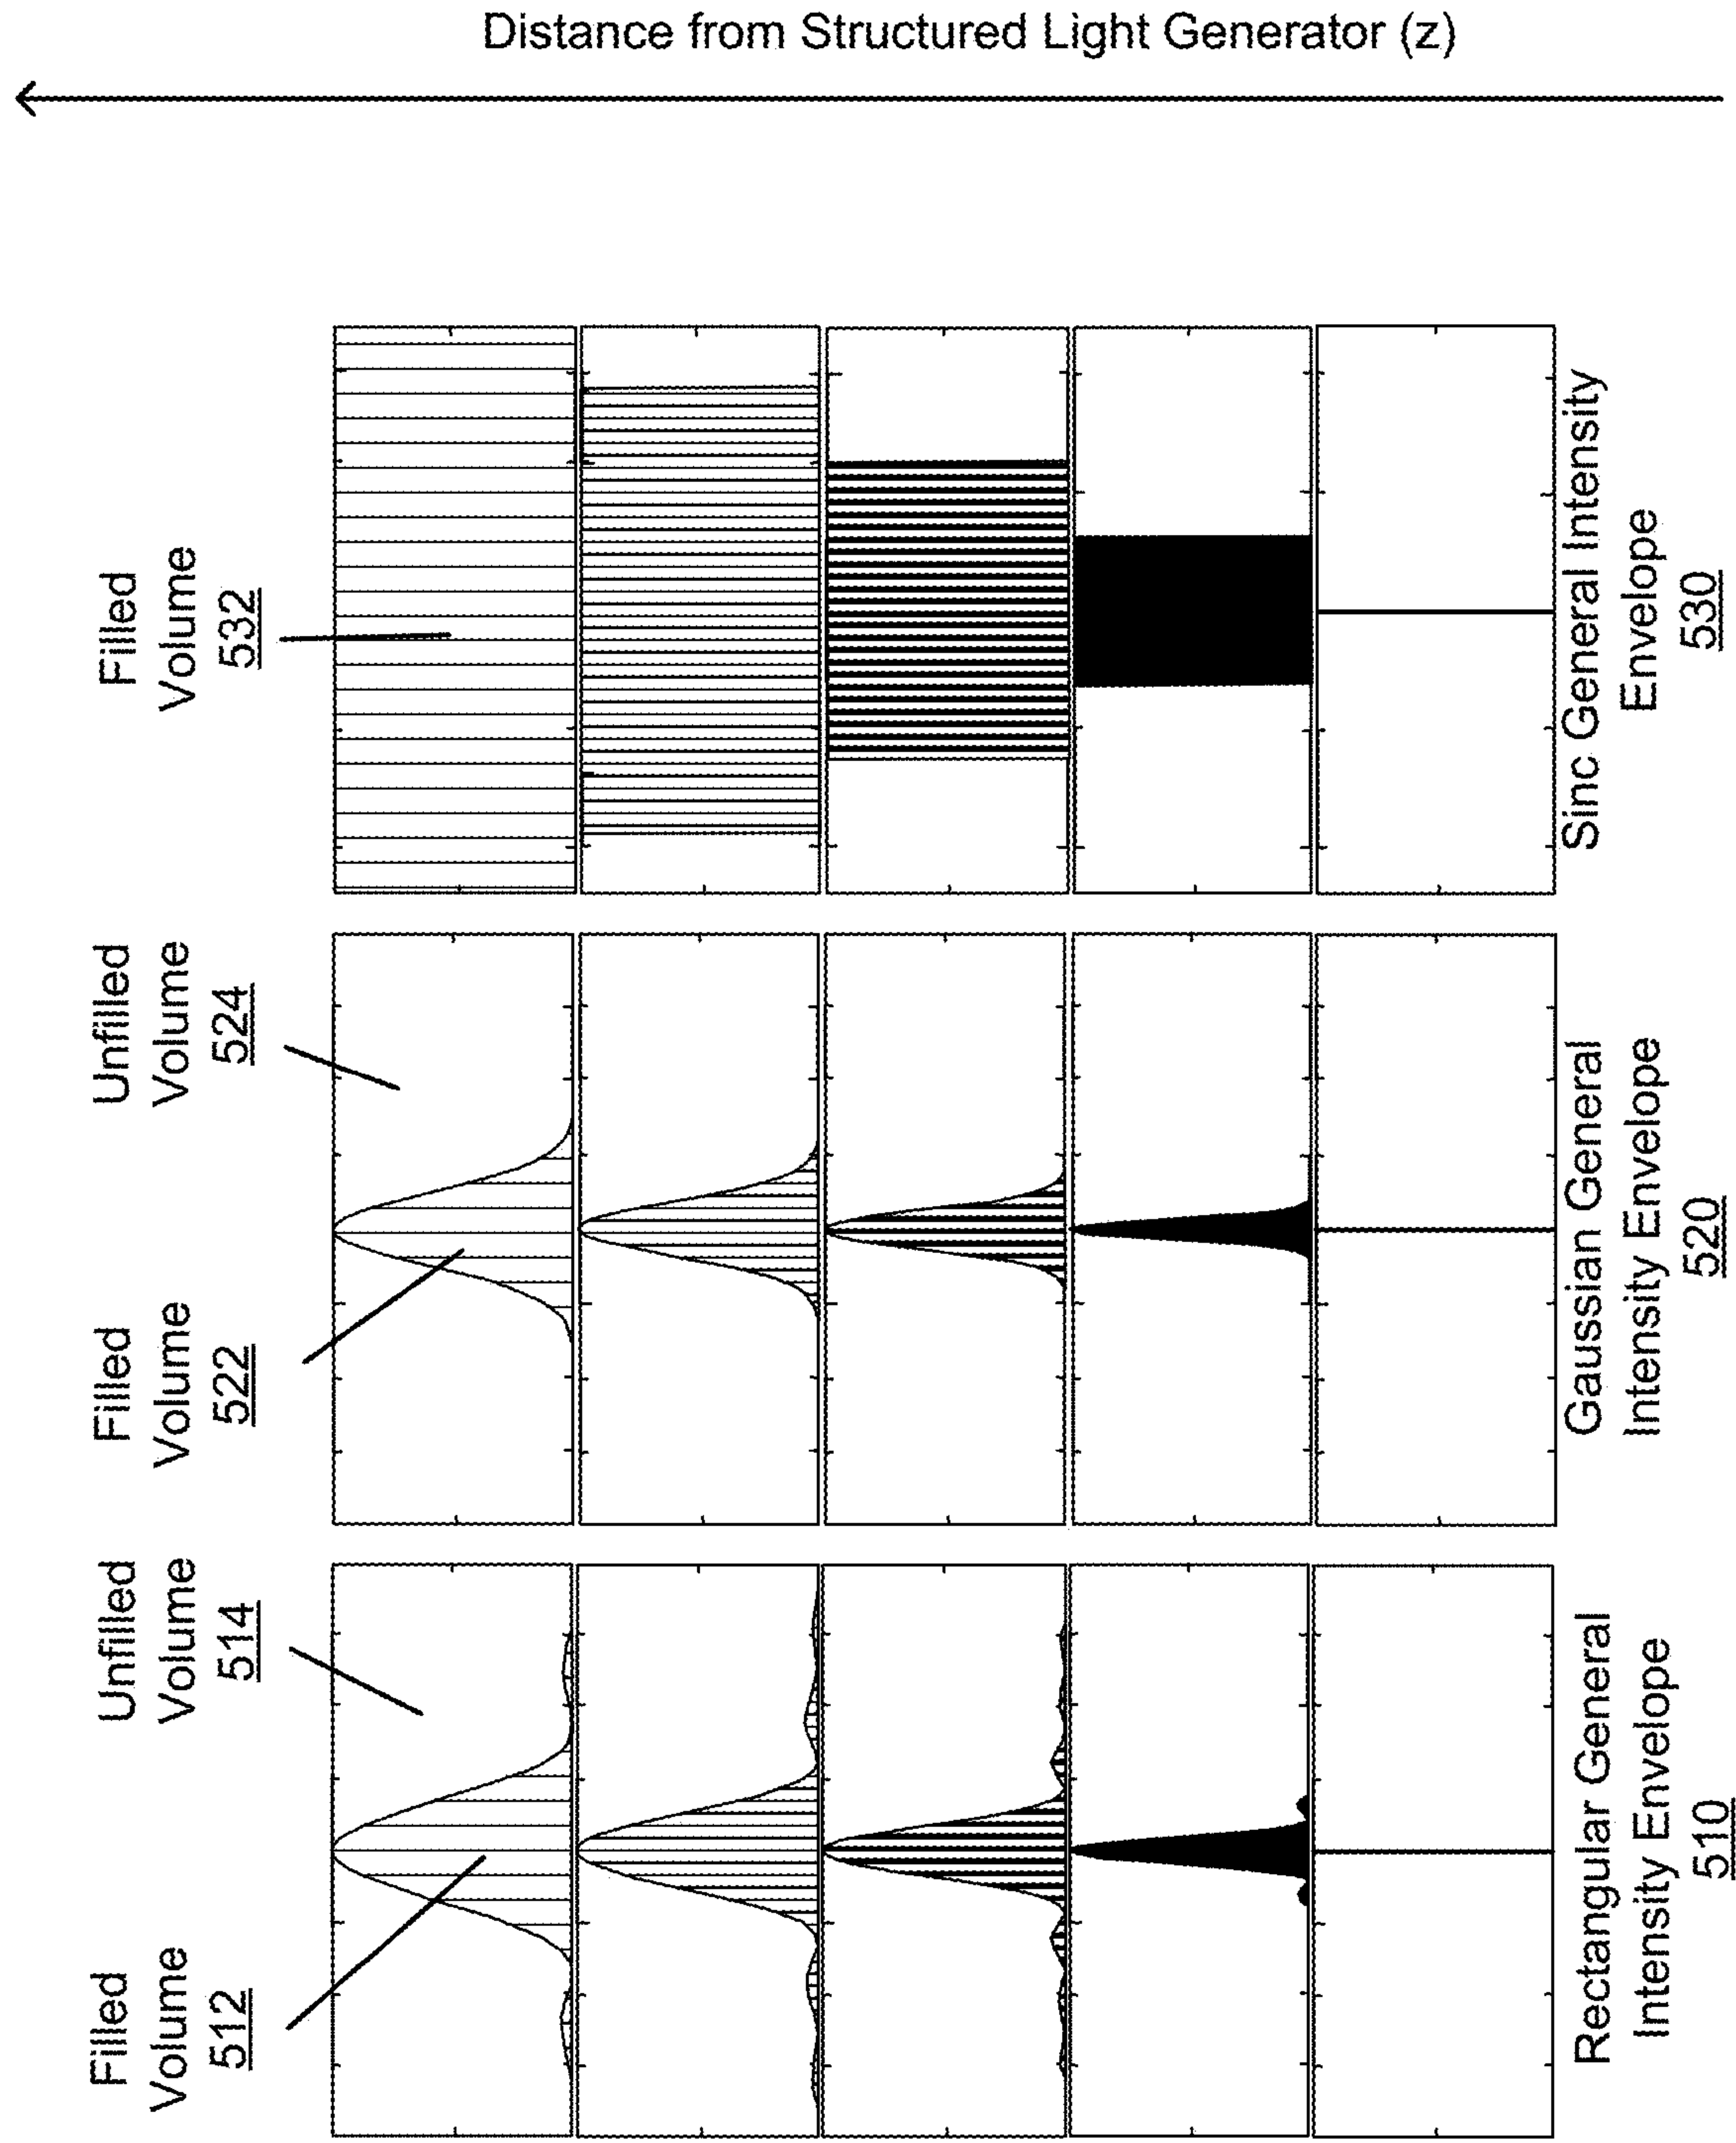 Distance from Structured Light Generator (z)
Filled
Volume
532
Sinc General Intensity
Envelope
530
Unfilled
Volume
524
Filled
Volume
522
Gaussian General
Intensity Envelope
520
Unfilled
Volume
514
Filled
Volume
512
Rectangular General
Intensity Envelope
510